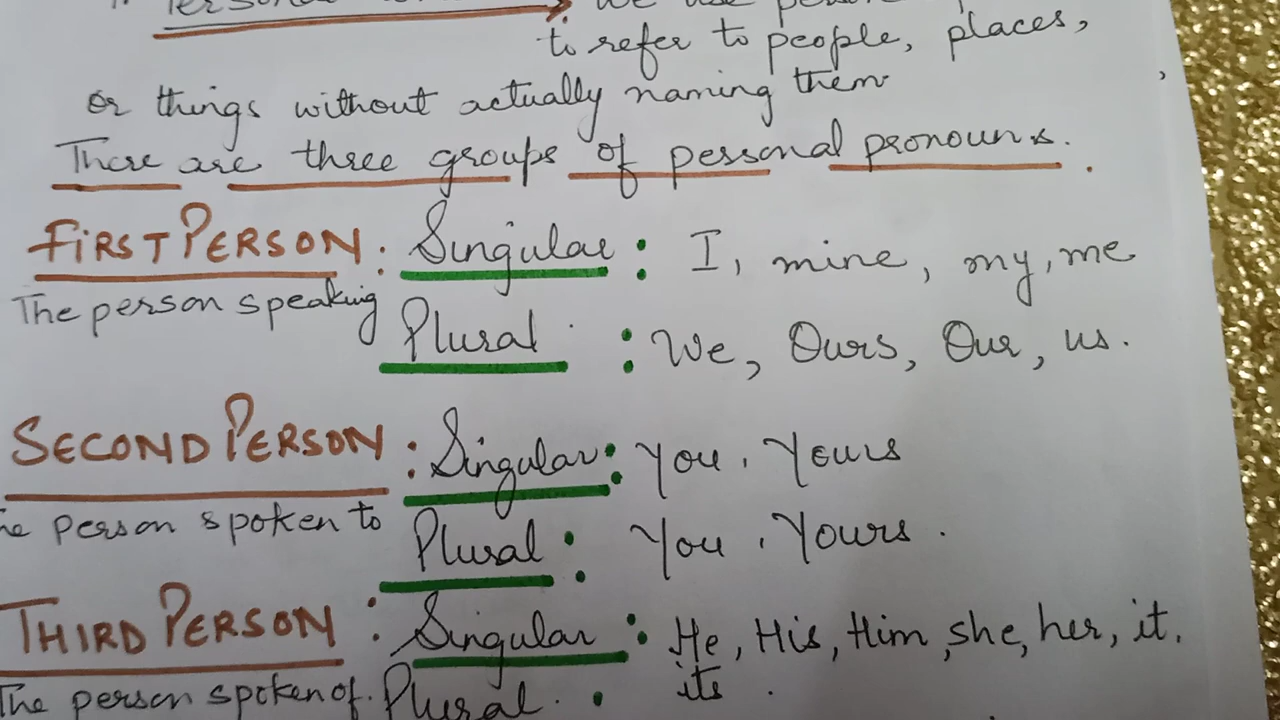 to refer to people, places,
or things without actually naming them
There are three groups of personal pronouns.
FIRST PERSON: Singular: I, mine, my, me
The person speaking
Plural : We, Ours, Our, us.
SECOND PERSON: Singular: You, Yours
person spoken to
Plural: You, Yours.
THIRD PERSON: Singular: He, His, Him, she, her, it.
its.
The person spoken of. Plural: